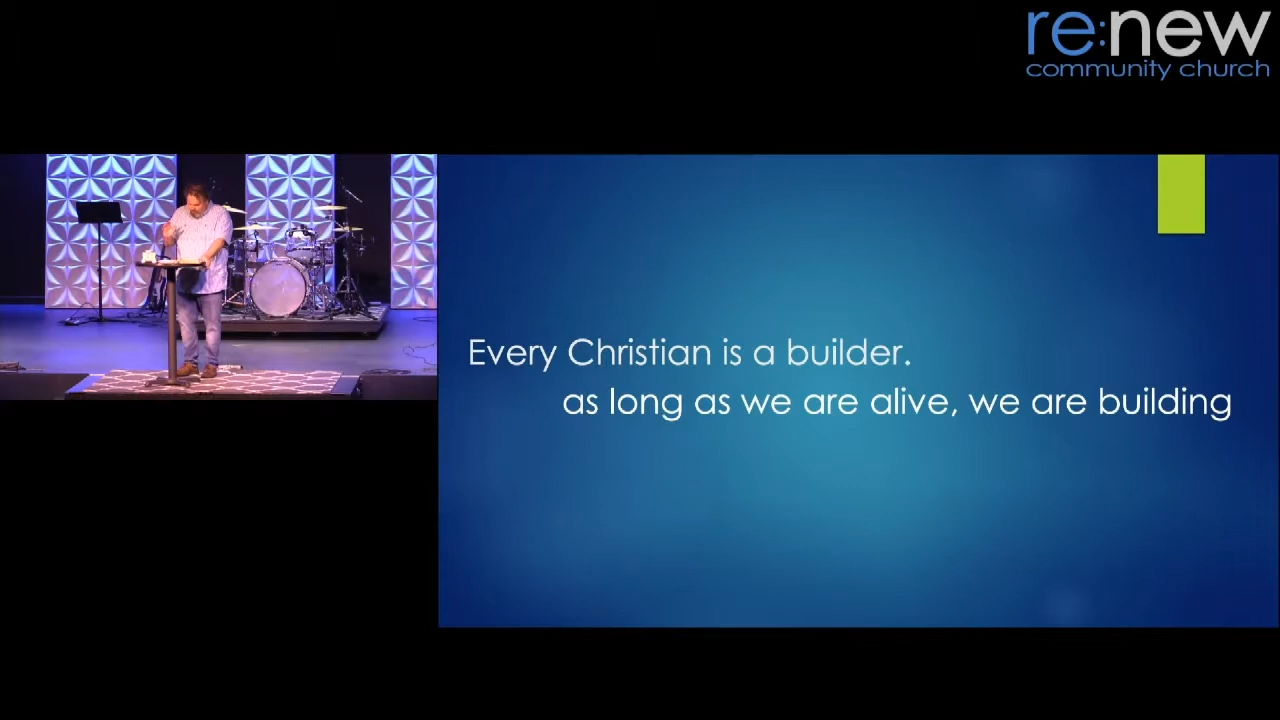 re:new
community church
Every Christian is a builder.
as long as we are alive, we are building